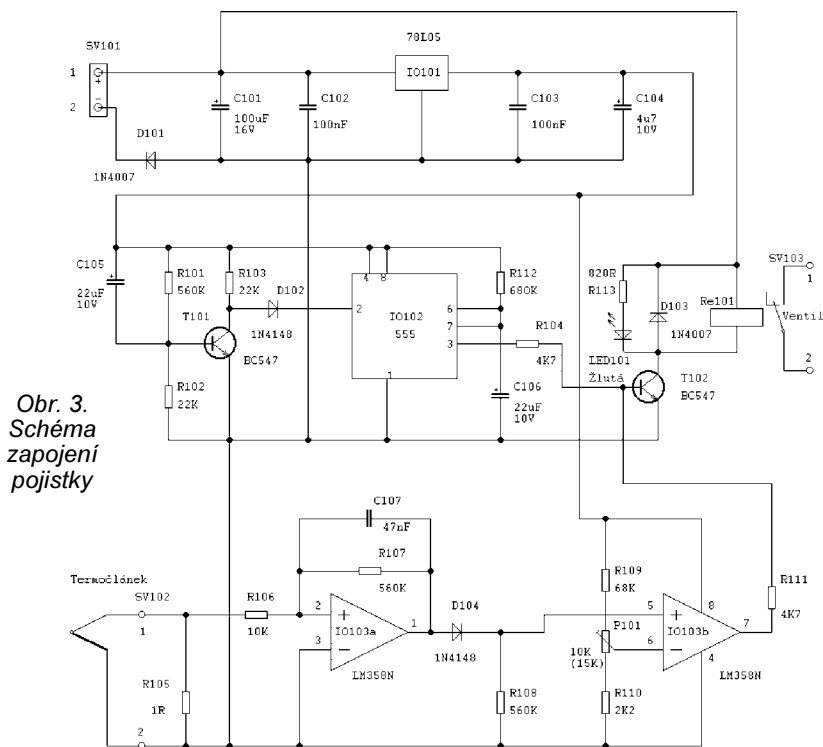 78L05
SV101
1
+
-
2
IO101
C101
100uF
16V
C102
100nF
C103
100nF
C104
4u7
10V
D101
1N4007
C105
22uF
10V
R101
560K
R103
22K
D102
1N4148
T101
BC547
R102
22K
4
8
2
IO102
555
6
7
3
1
R112
680K
R104
4K7
C106
22uF
10V
820R
R113
D103
1N4007
LED101
Žlutá
Re101
SV103
1
Ventil
2
T102
BC547
Obr. 3.
Schéma
zapojení
pojistky
C107
47nF
R107
560K
Termočlánek
SV102
1
R106
10K
2
+
3
-
IO103a
1
LM358N
D104
1N4148
R105
1R
2
R108
560K
R109
68K
P101
10K
(15K)
R110
2K2
5
+
6
-
IO103b
8
7
4
LM358N
R111
4K7